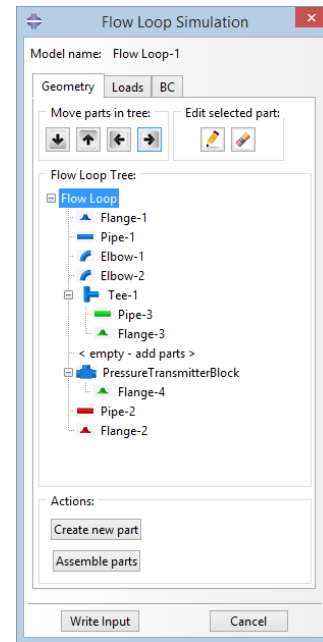 Flow Loop Simulation
Model name: Flow Loop-1
Geometry Loads BC
Move parts in tree: Edit selected part:
Flow Loop Tree:
Flow Loop
Flange-1
Pipe-1
Elbow-1
Elbow-2
Tee-1
Pipe-3
Flange-3
< empty - add parts >
PressureTransmitterBlock
Flange-4
Pipe-2
Flange-2
Actions:
Create new part
Assemble parts
Write Input Cancel